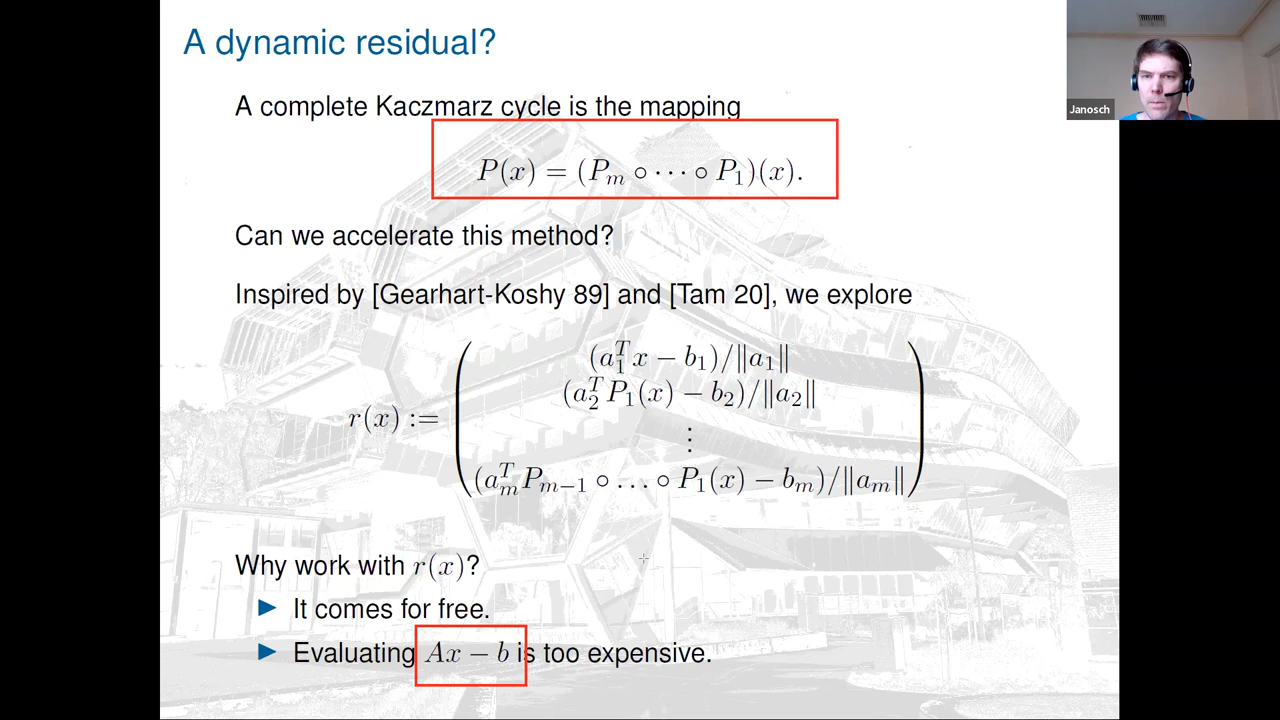 A dynamic residual?
Janosch
A complete Kaczmarz cycle is the mapping
P(x) = (P_m ∘ ⋯ ∘ P_1)(x).
Can we accelerate this method?
Inspired by [Gearhart-Koshy 89] and [Tam 20], we explore
(a_1^T x − b_1)/‖a_1‖
(a_2^T P_1(x) − b_2)/‖a_2‖
r(x) :=
⋮
(a_m^T P_{m−1} ∘ … ∘ P_1(x) − b_m)/‖a_m‖
Why work with r(x)?
▶ It comes for free.
▶ Evaluating Ax − b is too expensive.